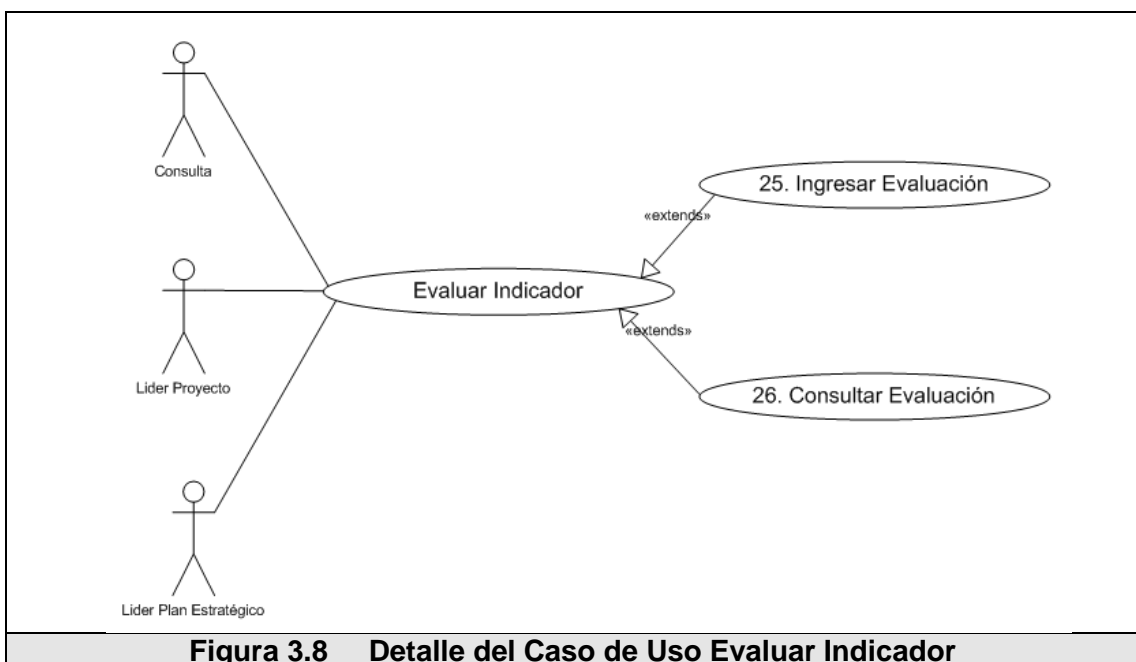 Consulta
25. Ingresar Evaluación
«extends»
Evaluar Indicador
«extends»
Lider Proyecto
26. Consultar Evaluación
Lider Plan Estratégico
Figura 3.8 Detalle del Caso de Uso Evaluar Indicador